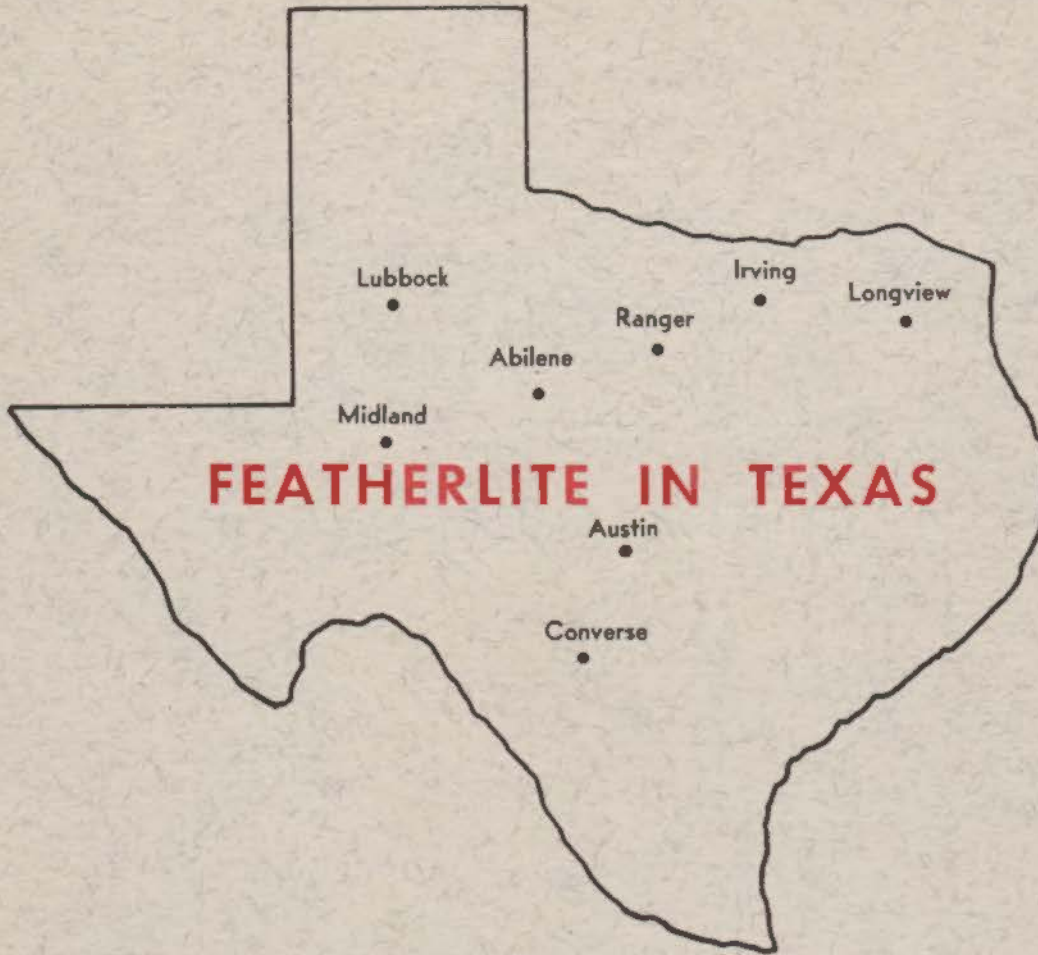 Irving
Lubbock
Longview
Ranger
Abilene
Midland
FEATHERLITE IN TEXAS
Austin
Converse